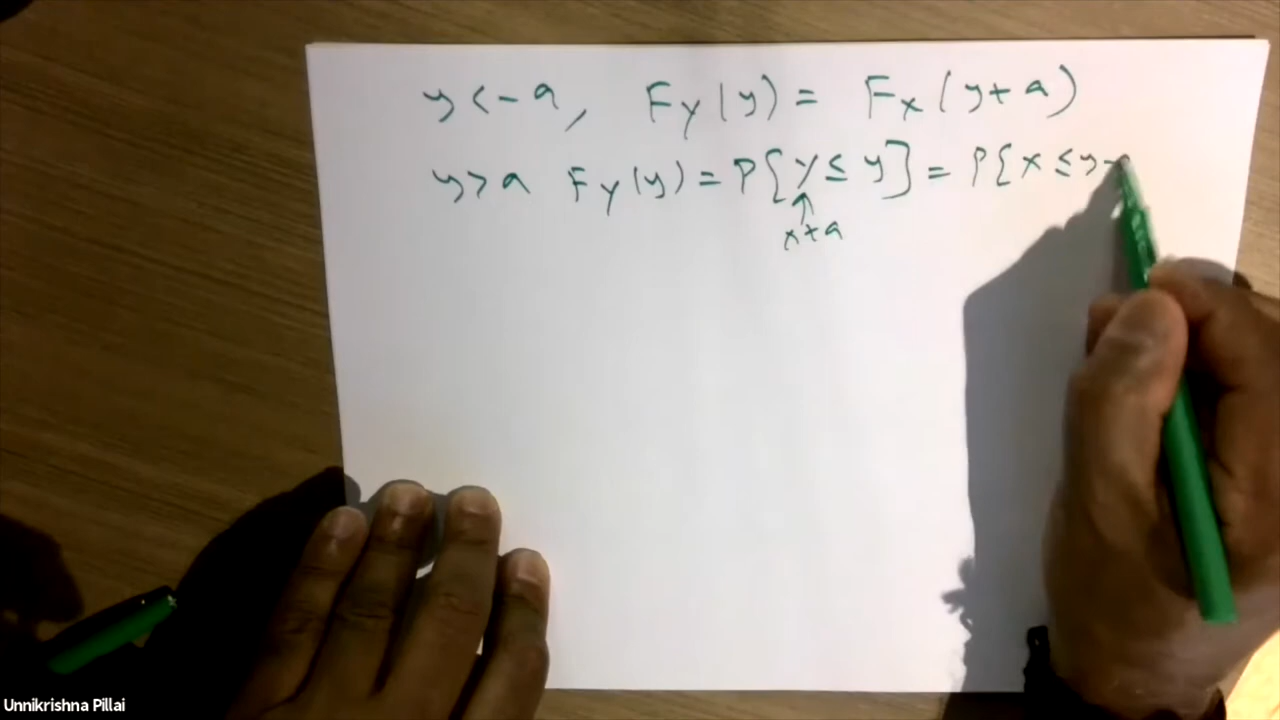 y < -a, Fy(y) = Fx(y+a)
y > a Fy(y) = P{Y ≤ y} = P{x ≤ y-
↑
x+a
Unnikrishna Pillai